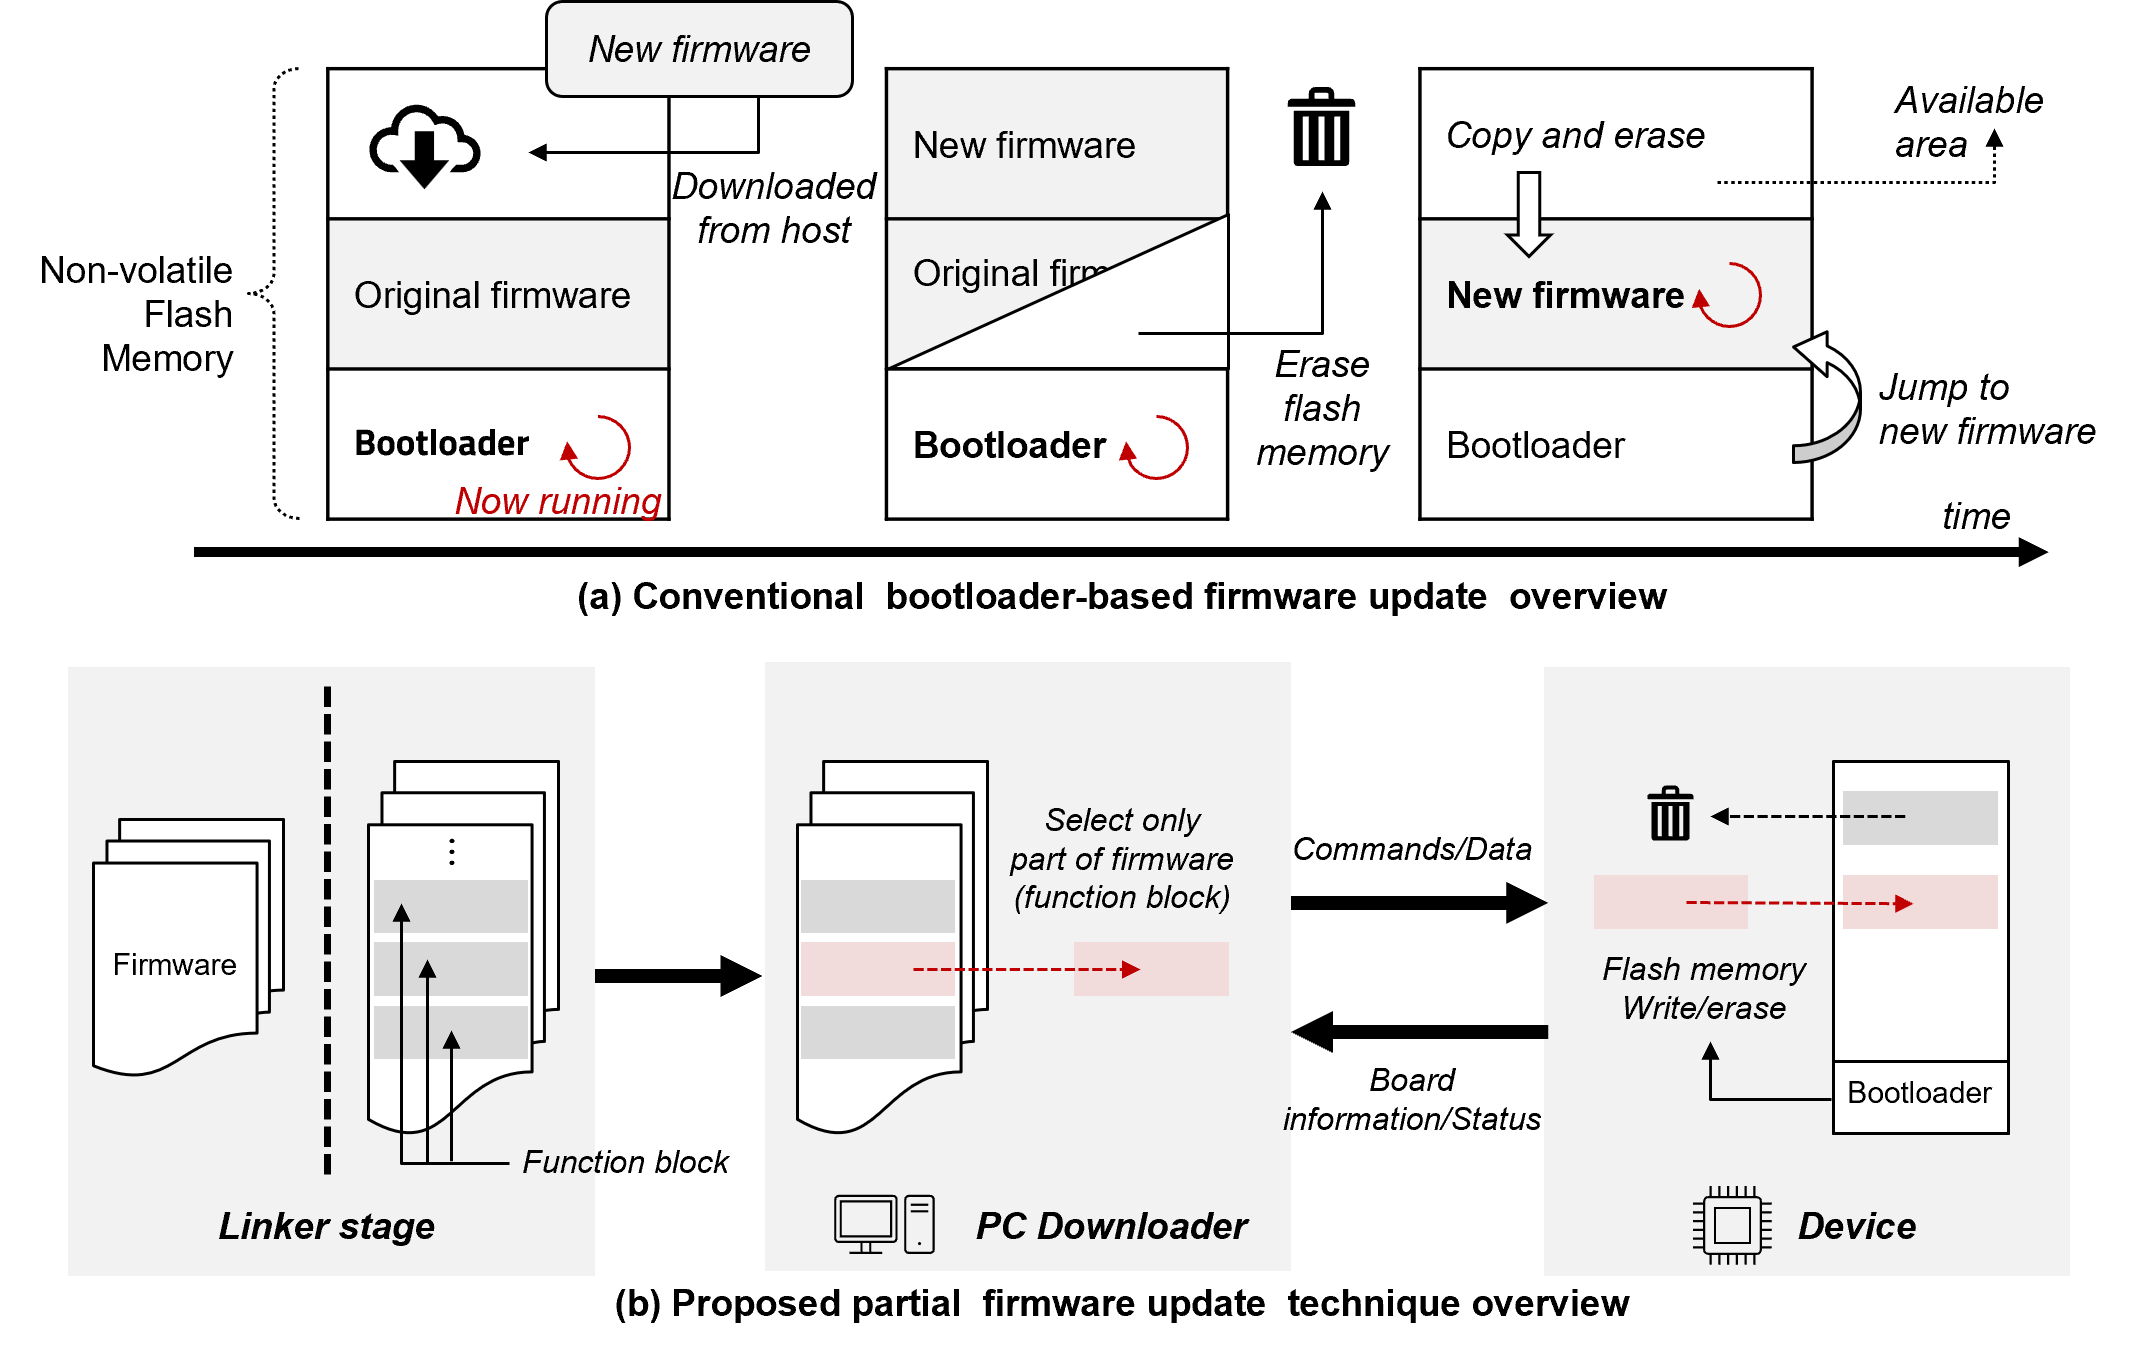 New firmware
Downloaded
from host
Non-volatile
Flash
Memory
Original firmware
Bootloader
Now running
New firmware
Original firm
Bootloader
Erase
flash
memory
Copy and erase
Available
area
New firmware
Bootloader
Jump to
new firmware
time
(a) Conventional bootloader-based firmware update overview
Firmware
Function block
Linker stage
Select only
part of firmware
(function block)
PC Downloader
Commands/Data
Board
information/Status
Flash memory
Write/erase
Bootloader
Device
(b) Proposed partial firmware update technique overview